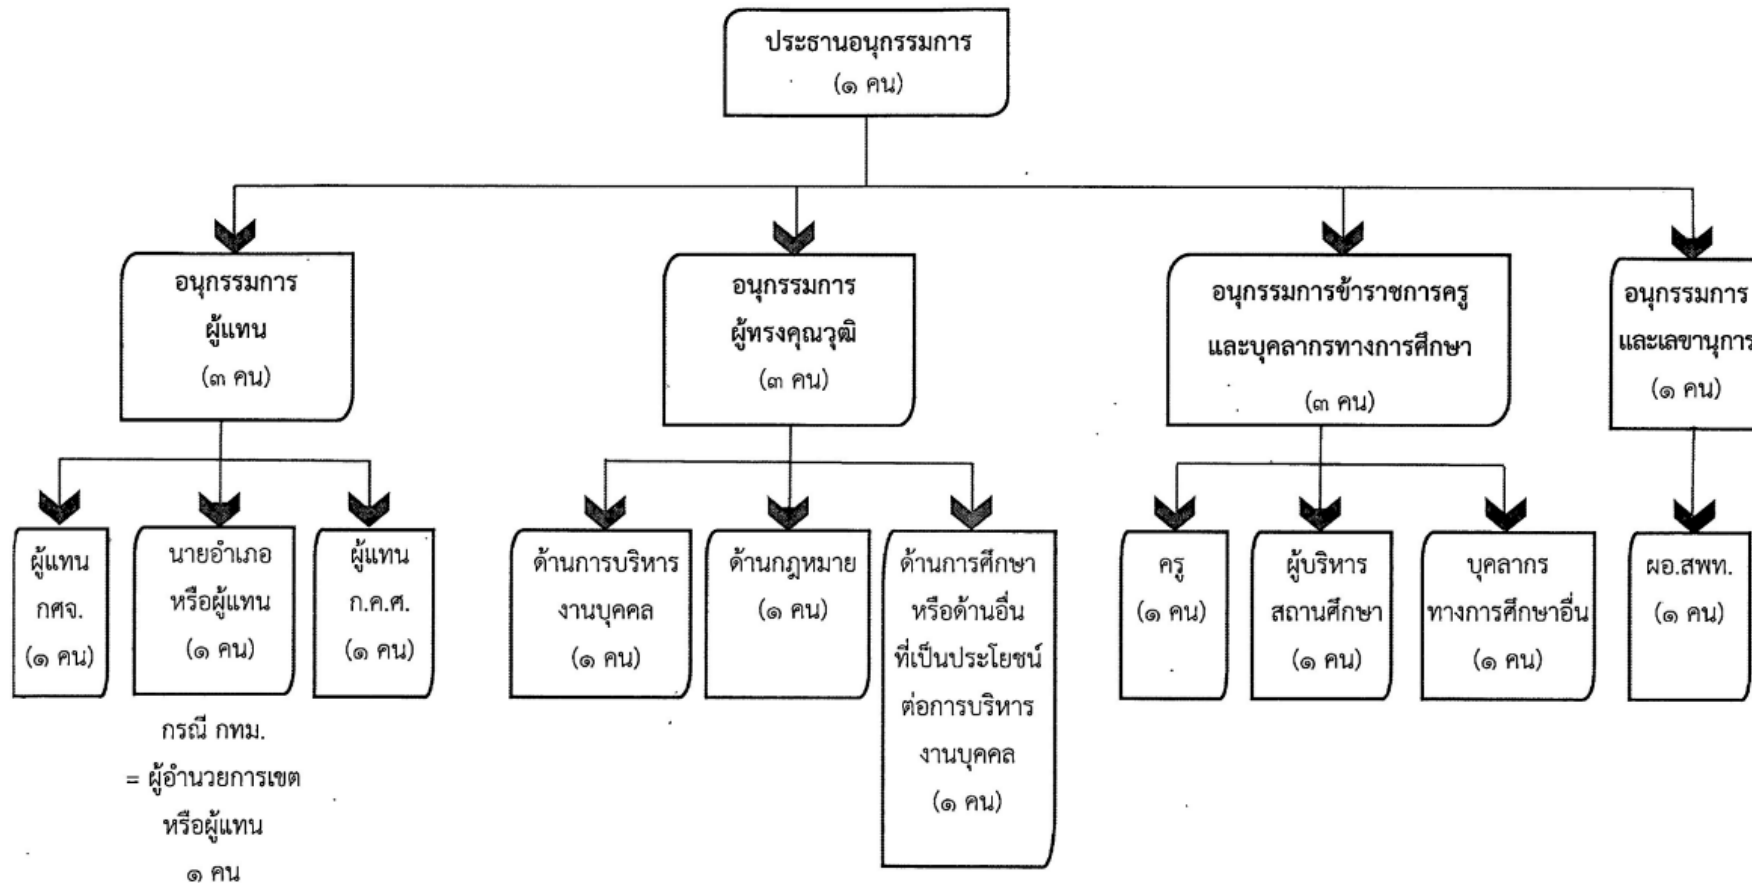 ประธานอนุกรรมการ
(๑ คน)
อนุกรรมการ
ผู้แทน
(๓ คน)
อนุกรรมการ
ผู้ทรงคุณวุฒิ
(๓ คน)
อนุกรรมการข้าราชการครู
และบุคลากรทางการศึกษา
(๓ คน)
อนุกรรมการ
และเลขานุการ
(๑ คน)
ผู้แทน
กศจ.
(๑ คน)
นายอำเภอ
หรือผู้แทน
(๑ คน)
กรณี กทม.
= ผู้อำนวยการเขต
หรือผู้แทน
๑ คน
ผู้แทน
ก.ค.ศ.
(๑ คน)
ด้านการบริหาร
งานบุคคล
(๑ คน)
ด้านกฎหมาย
(๑ คน)
ด้านการศึกษา
หรือด้านอื่น
ที่เป็นประโยชน์
ต่อการบริหาร
งานบุคคล
(๑ คน)
ครู
(๑ คน)
ผู้บริหาร
สถานศึกษา
(๑ คน)
บุคลากร
ทางการศึกษาอื่น
(๑ คน)
ผอ.สพท.
(๑ คน)